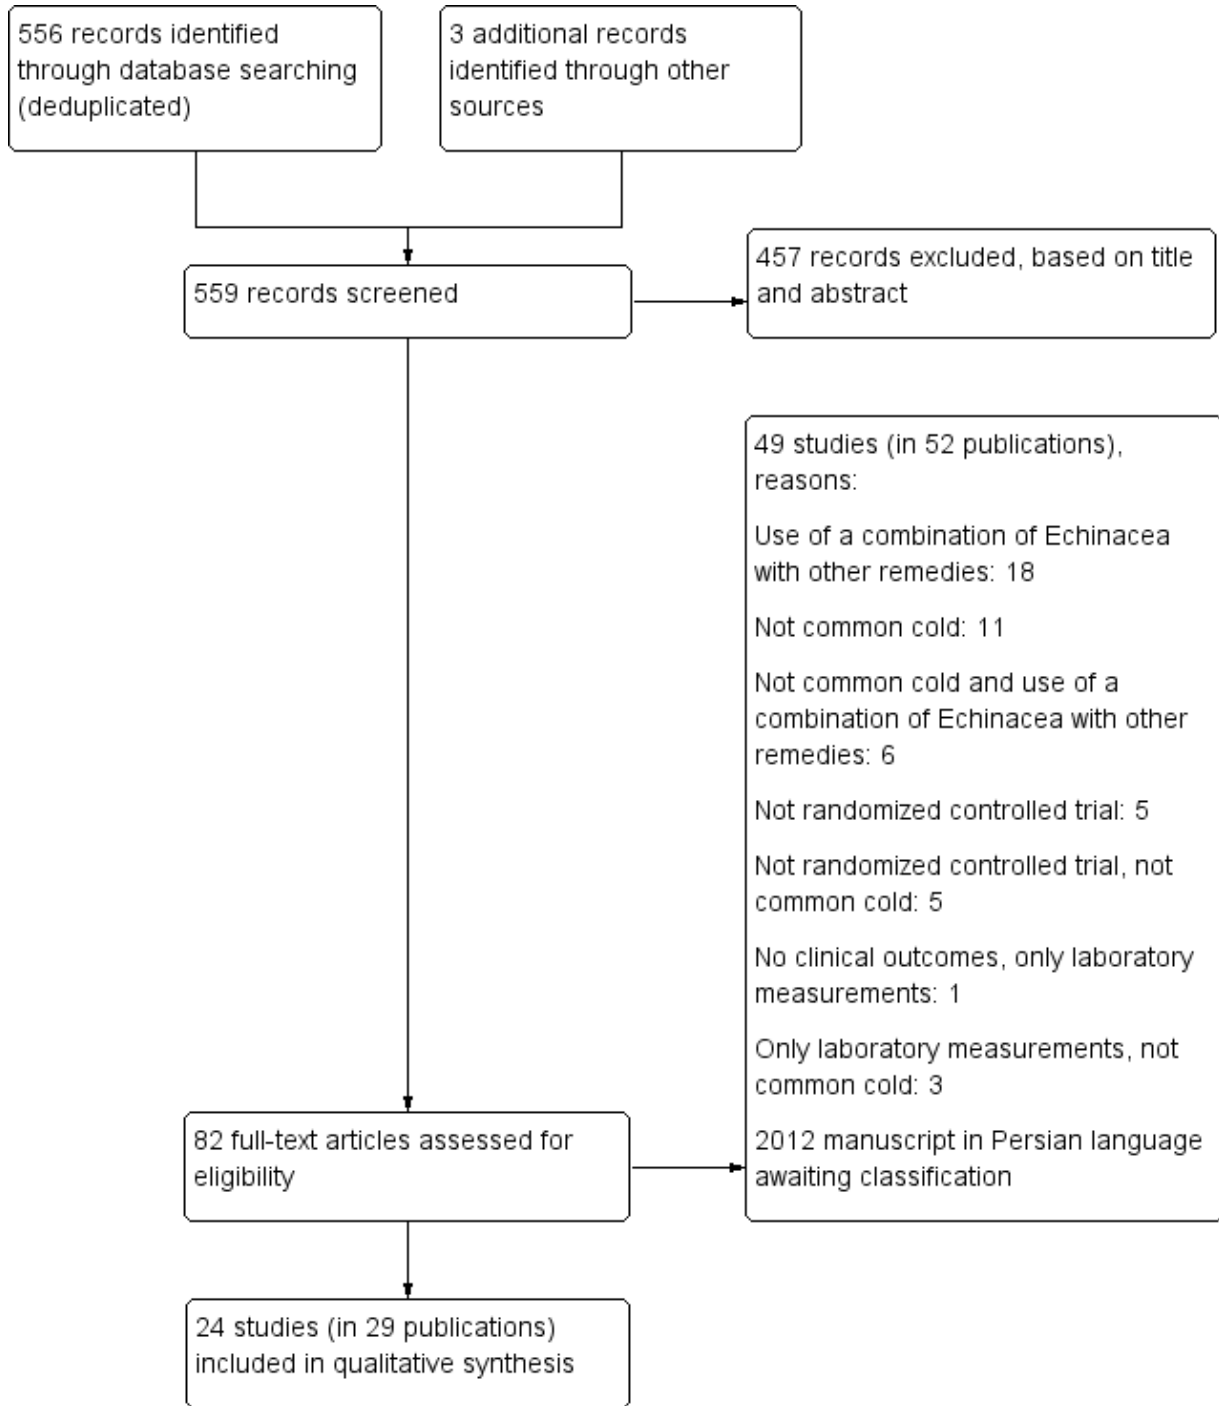 556 records identified
through database searching
(deduplicated)
3 additional records
identified through other
sources
559 records screened
457 records excluded, based on title
and abstract
49 studies (in 52 publications),
reasons:
Use of a combination of Echinacea
with other remedies: 18
Not common cold: 11
Not common cold and use of a
combination of Echinacea with other
remedies: 6
Not randomized controlled trial: 5
Not randomized controlled trial, not
common cold: 5
No clinical outcomes, only laboratory
measurements: 1
Only laboratory measurements, not
common cold: 3
2012 manuscript in Persian language
awaiting classification
82 full-text articles assessed for
eligibility
24 studies (in 29 publications)
included in qualitative synthesis